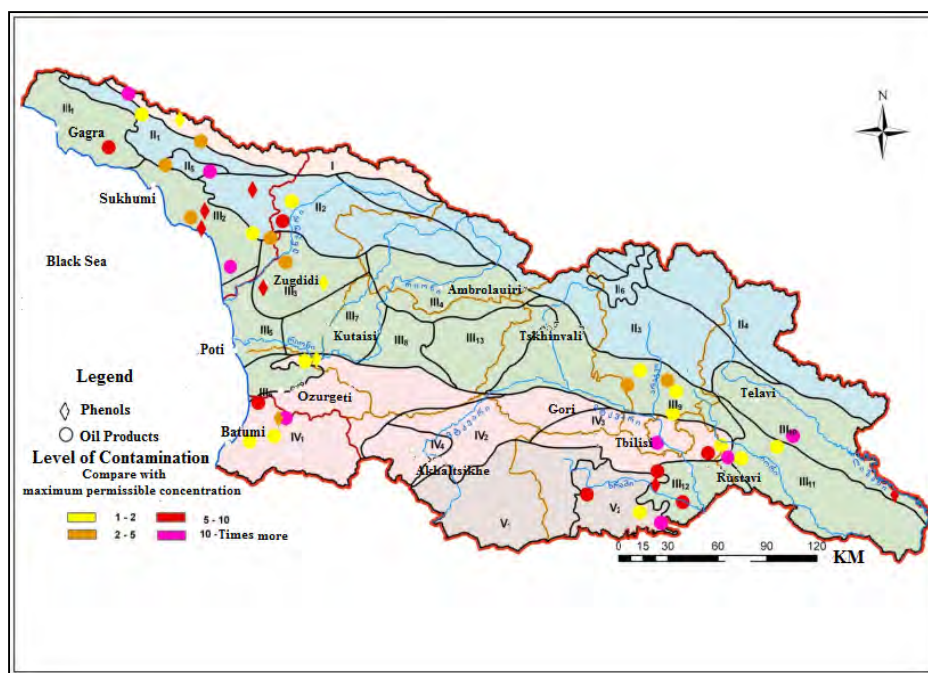 N
III₁
Gagra
II₁
II₅
I
Sukhumi
III₂
II₂
Black Sea
Zugdidi
III₃
Ambrolauiri
III₄
II₆
III₇
II₃
II₄
III₅
Kutaisi
III₈
III₁₃
Tskhinvali
Poti
Legend
Phenols
Oil Products
Ozurgeti
Telavi
III₉
Gori
Batumi
IV₁
IV₂
IV₃
Tbilisi
Level of Contamination
IV₄
Akhaltsikhe
Rustavi
Compare with
maximum permissible concentration
III₁₂
III₁₁
V₂
1 - 2
5 - 10
2 - 5
10 -Times more
0 15 30 60 90 120
KM